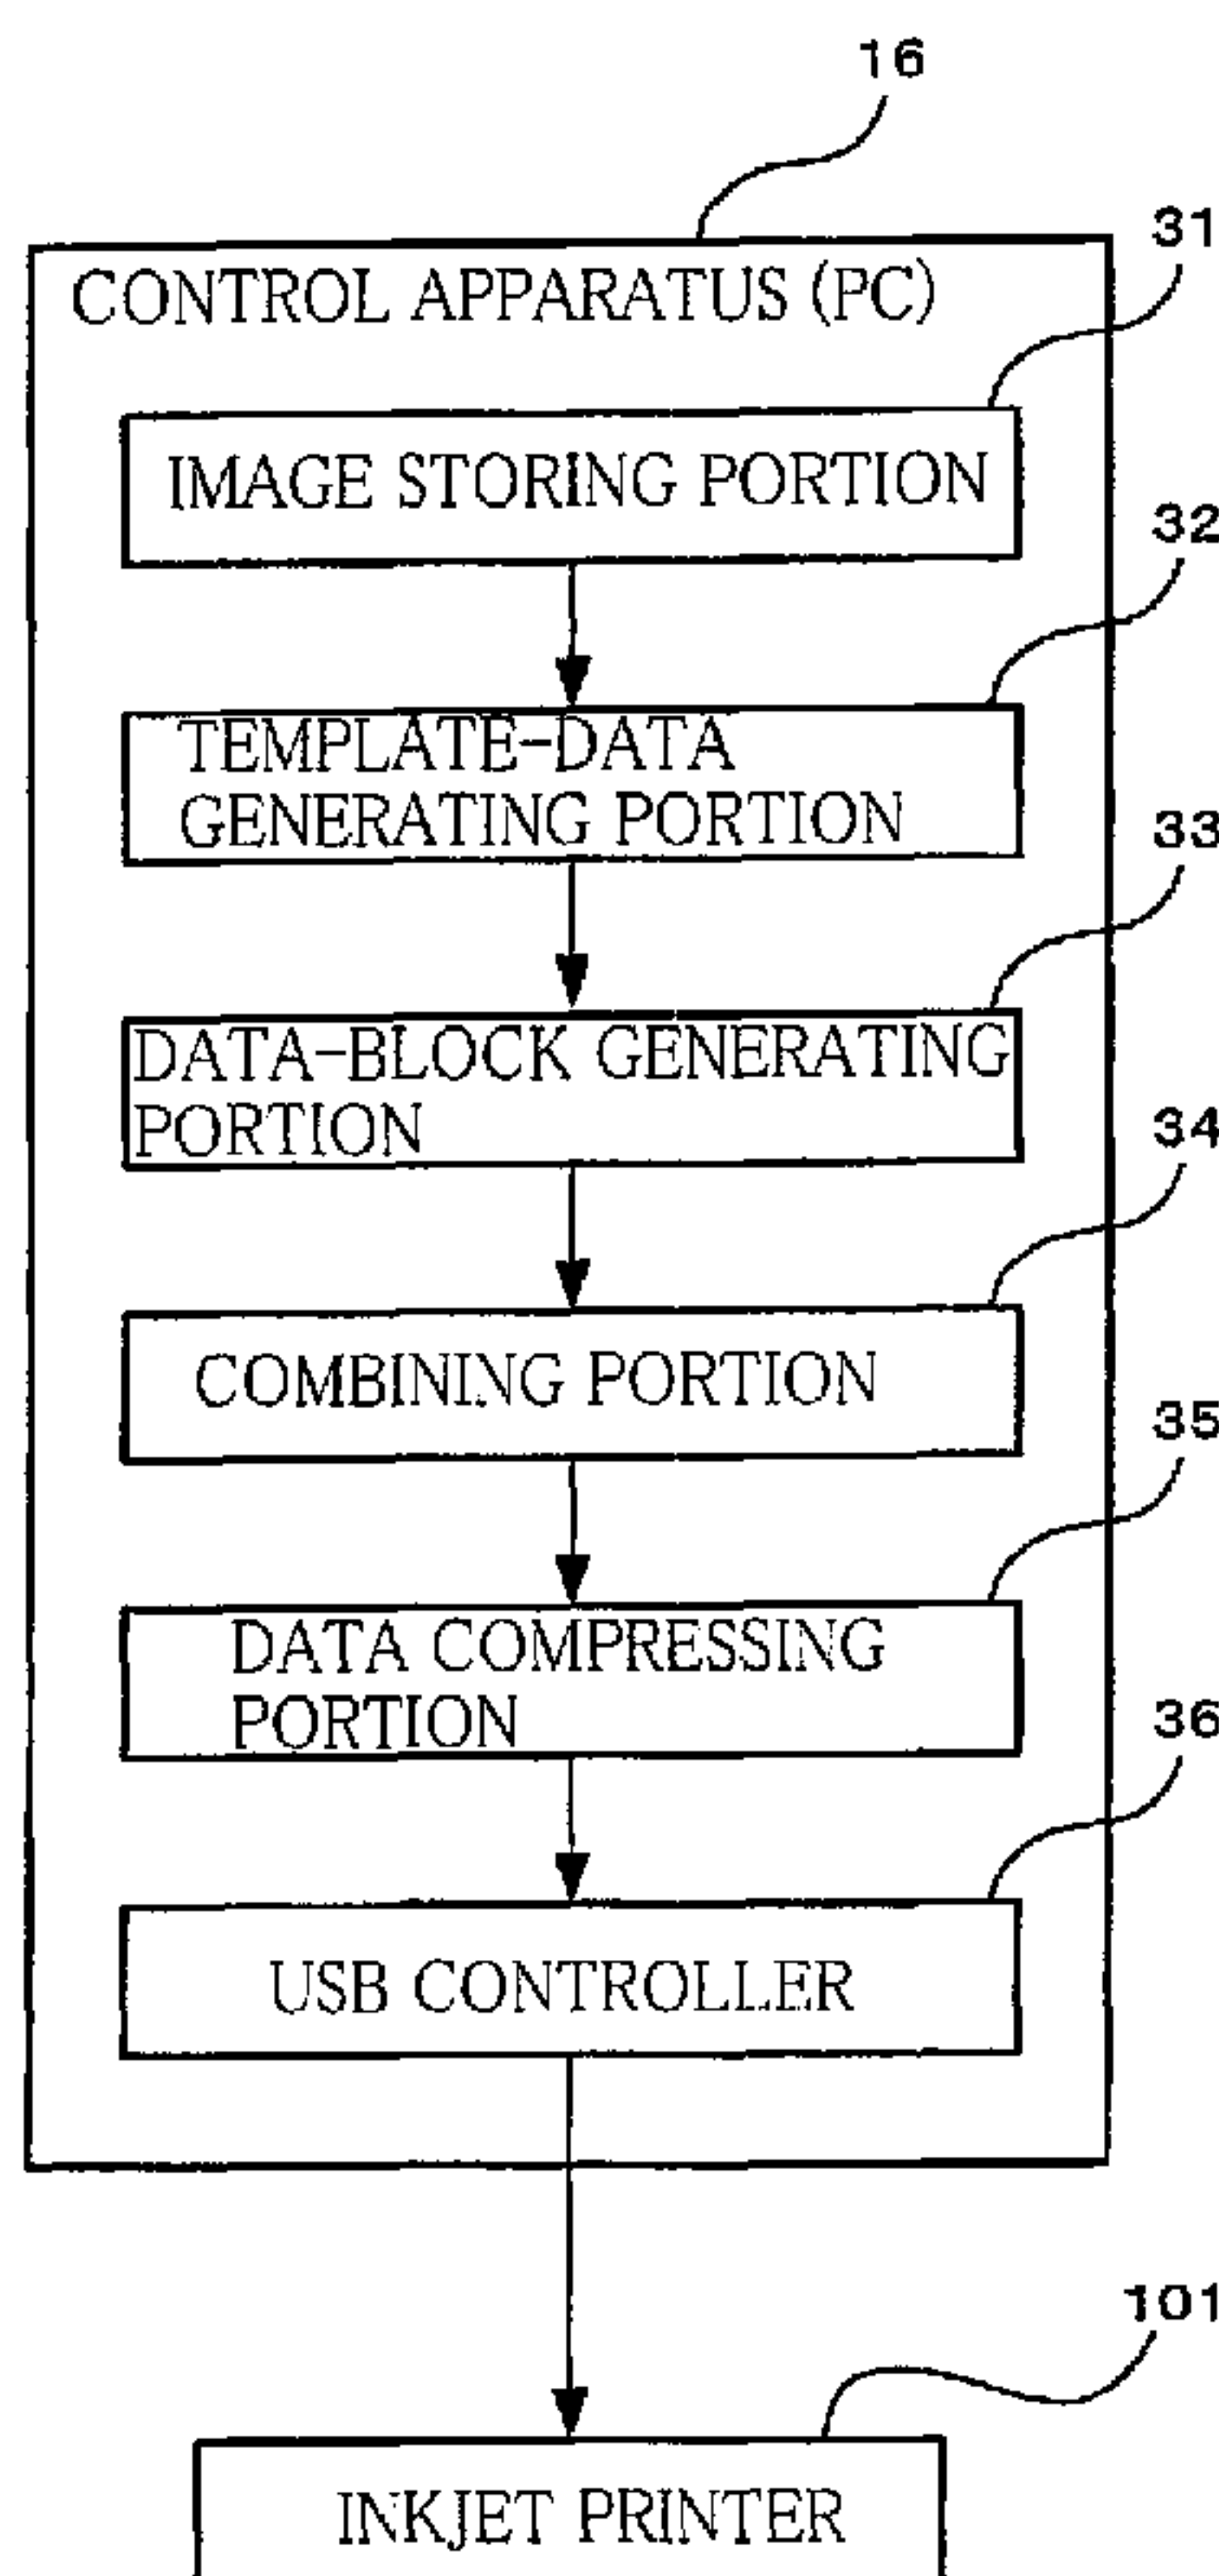 16
31
CONTROL APPARATUS (PC)
IMAGE STORING PORTION
32
TEMPLATE-DATA
GENERATING PORTION
33
DATA-BLOCK GENERATING
PORTION
34
COMBINING PORTION
35
DATA COMPRESSING
PORTION
36
USB CONTROLLER
101
INKJET PRINTER